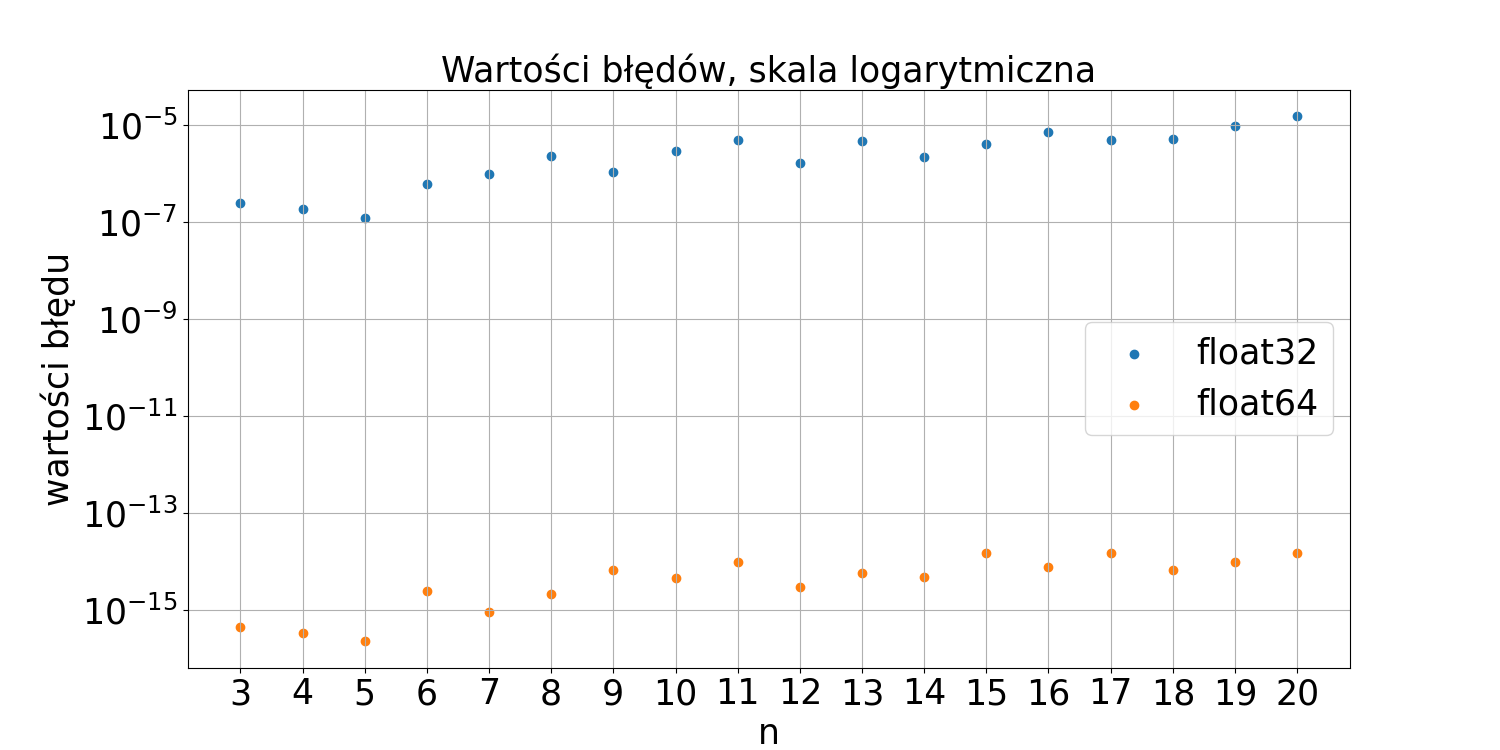 Wartości błędów, skala logarytmiczna
wartości błędu
10⁻⁵
10⁻⁷
10⁻⁹
10⁻¹¹
10⁻¹³
10⁻¹⁵
float32
float64
3 4 5 6 7 8 9 10 11 12 13 14 15 16 17 18 19 20
n